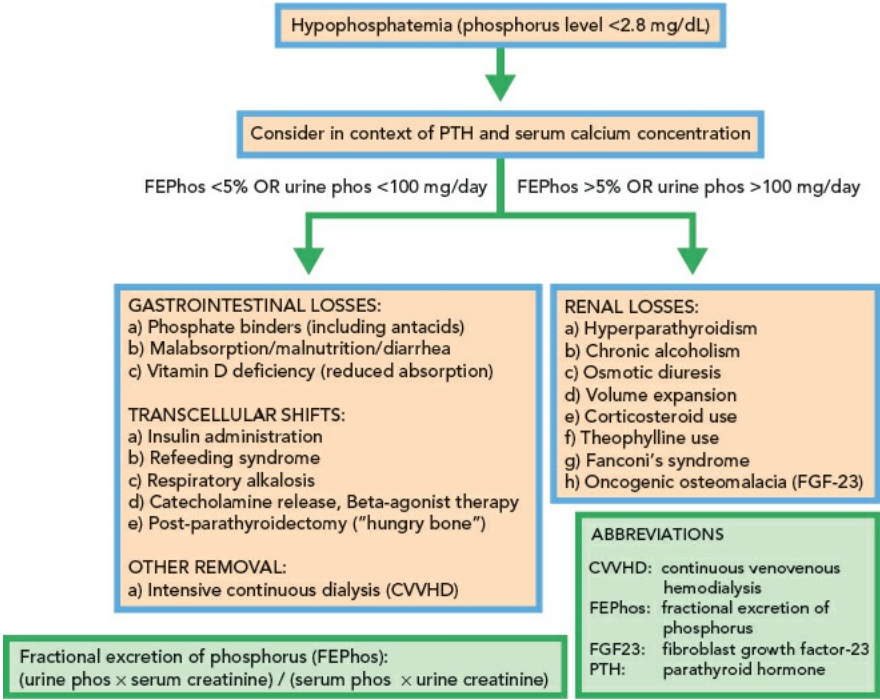 Hypophosphatemia (phosphorus level <2.8 mg/dL)
Consider in context of PTH and serum calcium concentration
FEPhos <5% OR urine phos <100 mg/day
FEPhos >5% OR urine phos >100 mg/day
GASTROINTESTINAL LOSSES:
a) Phosphate binders (including antacids)
b) Malabsorption/malnutrition/diarrhea
c) Vitamin D deficiency (reduced absorption)
TRANSCELLULAR SHIFTS:
a) Insulin administration
b) Refeeding syndrome
c) Respiratory alkalosis
d) Catecholamine release, Beta-agonist therapy
e) Post-parathyroidectomy ("hungry bone")
OTHER REMOVAL:
a) Intensive continuous dialysis (CVVHD)
RENAL LOSSES:
a) Hyperparathyroidism
b) Chronic alcoholism
c) Osmotic diuresis
d) Volume expansion
e) Corticosteroid use
f) Theophylline use
g) Fanconi's syndrome
h) Oncogenic osteomalacia (FGF-23)
ABBREVIATIONS
CVVHD: continuous venovenous
hemodialysis
FEPhos: fractional excretion of
phosphorus
FGF23: fibroblast growth factor-23
PTH: parathyroid hormone
Fractional excretion of phosphorus (FEPhos):
(urine phos × serum creatinine) / (serum phos × urine creatinine)